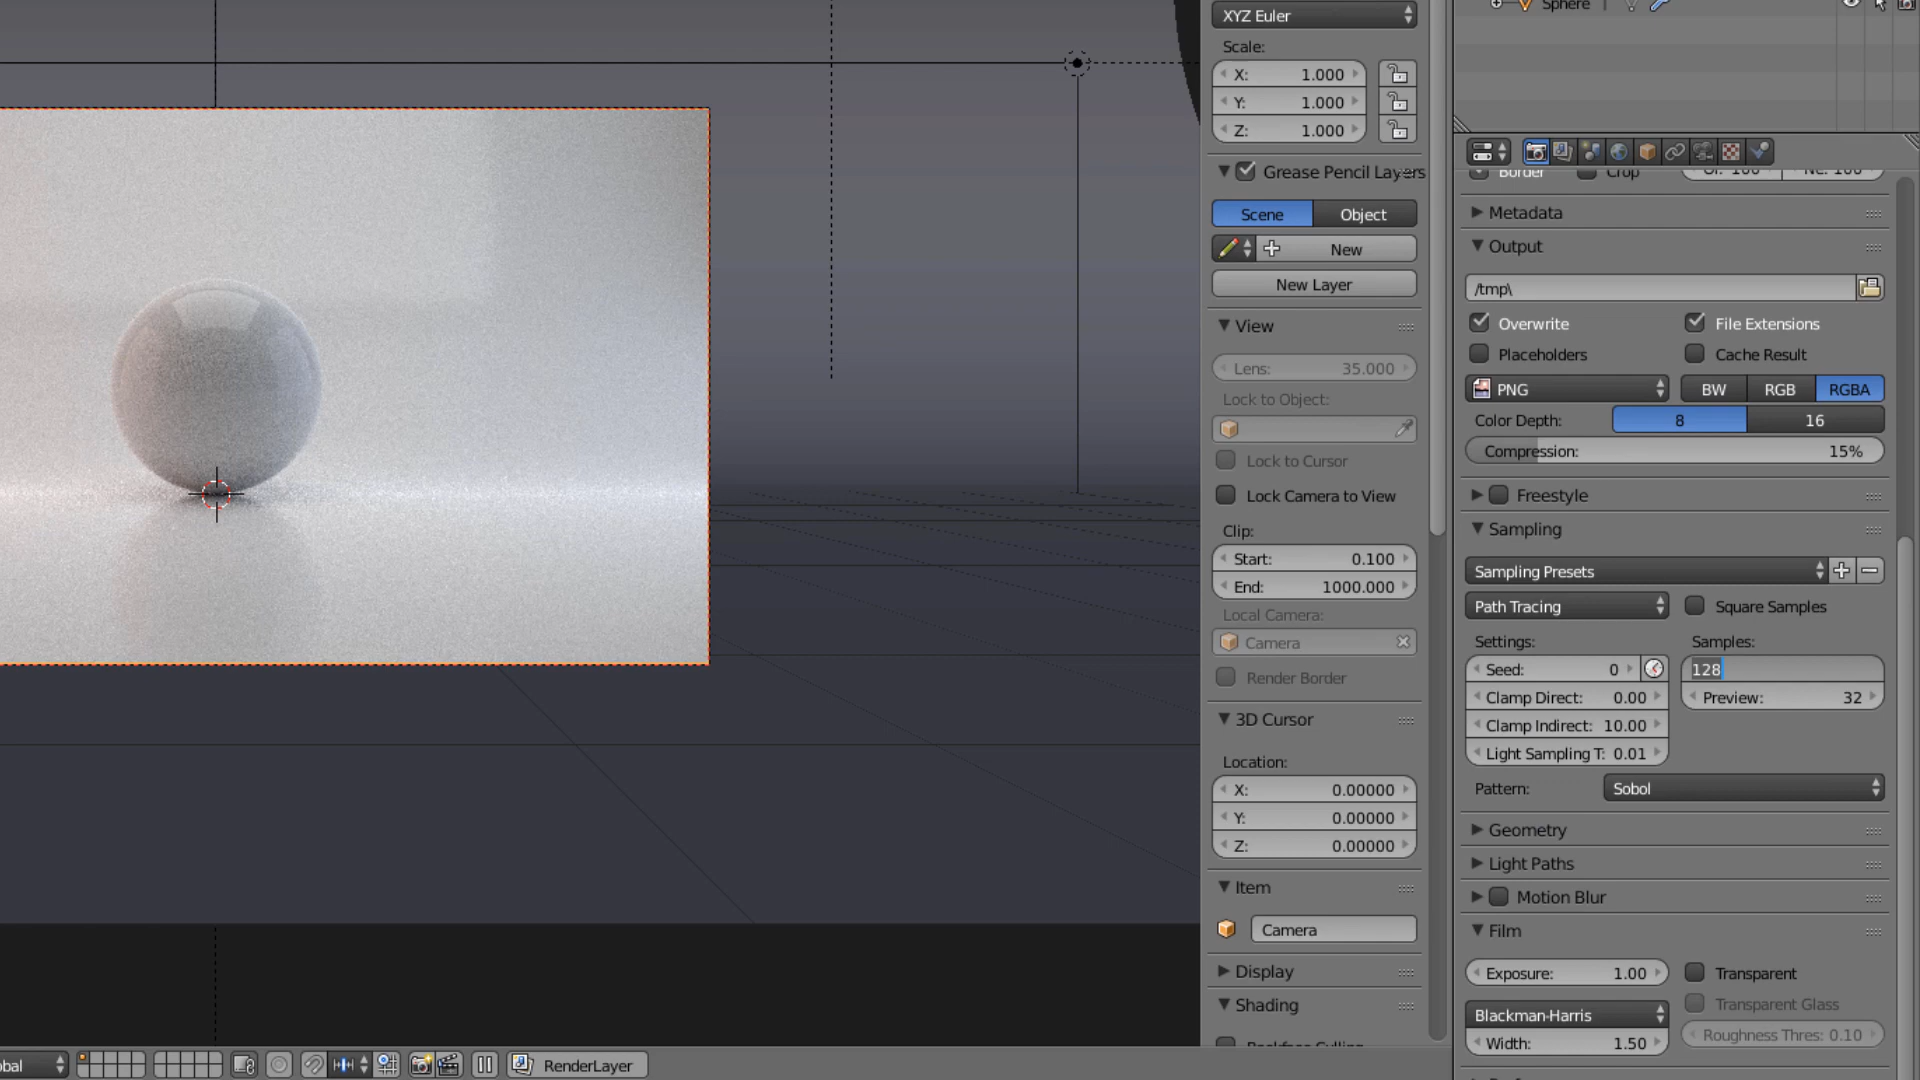 XYZ Euler
Scale:
X: 1.000
Y: 1.000
Z: 1.000
Grease Pencil Layers
Scene Object
New
New Layer
View
Lens: 35.000
Lock to Object:
Lock to Cursor
Lock Camera to View
Clip:
Start: 0.100
End: 1000.000
Local Camera:
Camera
Render Border
3D Cursor
Location:
X: 0.00000
Y: 0.00000
Z: 0.00000
Item
Camera
Display
Shading
Backface Culling
Sphere
Border Crop
Metadata
Output
/tmp\
Overwrite File Extensions
Placeholders Cache Result
PNG BW RGB RGBA
Color Depth: 8 16
Compression: 15%
Freestyle
Sampling
Sampling Presets
Path Tracing Square Samples
Settings: Samples:
Seed: 0 128
Clamp Direct: 0.00 Preview: 32
Clamp Indirect: 10.00
Light Sampling T: 0.01
Pattern: Sobol
Geometry
Light Paths
Motion Blur
Film
Exposure: 1.00 Transparent
Transparent Glass
Blackman-Harris
Roughness Thres: 0.10
Width: 1.50
bal RenderLayer